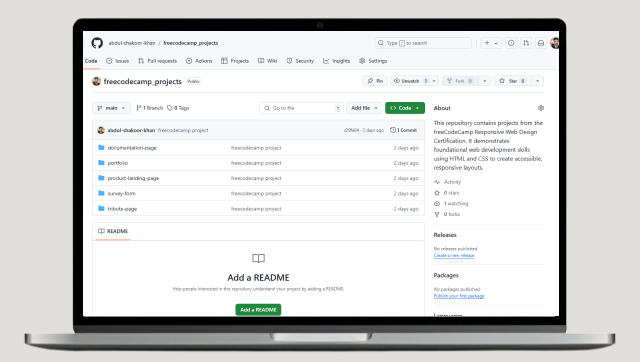 abdul-shakoor-khan / freecodecamp_projects
Type / to search
Code Issues Pull requests Actions Projects Wiki Security Insights Settings
freecodecamp_projects Public
Pin Unwatch 1 Fork 0 Star 0
main 1 Branch 0 Tags
Go to file t Add file Code
abdul-shakoor-khan freecodecamp project
2 days ago 1 Commit
documentation-page freecodecamp project 2 days ago
portfolio freecodecamp project 2 days ago
product-landing-page freecodecamp project 2 days ago
survey-form freecodecamp project 2 days ago
tribute-page freecodecamp project 2 days ago
README
Add a README
Help people interested in this repository understand your project by adding a README.
Add a README
About
This repository contains projects from the
freeCodeCamp Responsive Web Design
Certification. It demonstrates
foundational web development skills
using HTML and CSS to create accessible,
responsive layouts.
Activity
0 stars
1 watching
0 forks
Releases
No releases published
Create a new release
Packages
No packages published
Publish your first package